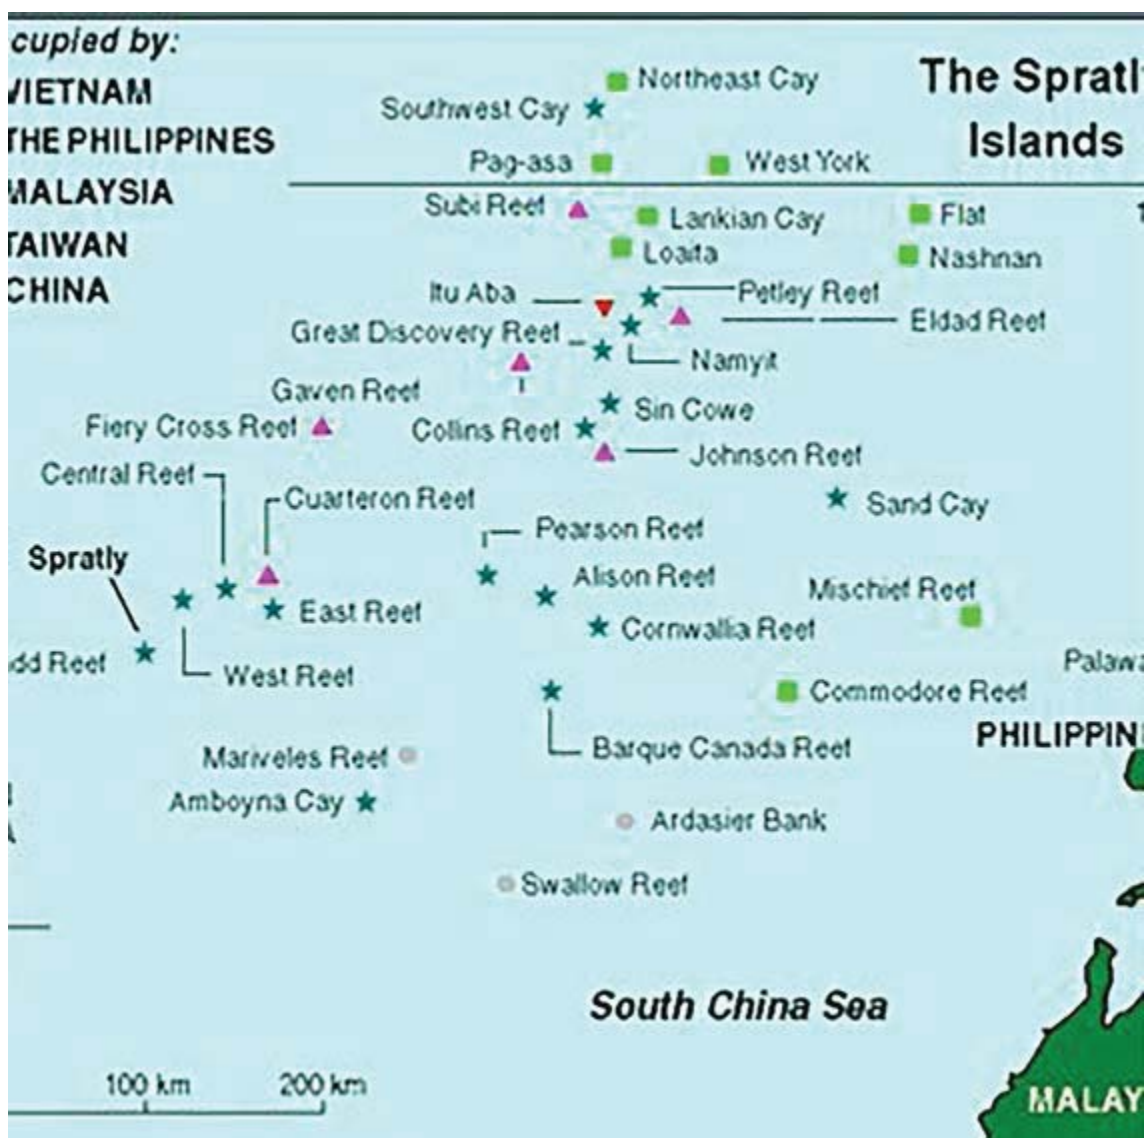 cupied by:
VIETNAM
THE PHILIPPINES
MALAYSIA
TAIWAN
CHINA
The Spratly
Islands
Northeast Cay
Southwest Cay
Pag-asa
West York
Subi Reef
Lankian Cay
Flat
Loaita
Nashnan
Itu Aba
Petley Reef
Great Discovery Reef
Eldad Reef
Namyit
Gaven Reef
Sin Cowe
Fiery Cross Reef
Collins Reef
Johnson Reef
Central Reef
Cuarteron Reef
Sand Cay
Pearson Reef
Spratly
Alison Reef
Mischief Reef
East Reef
Cornwallia Reef
dd Reef
West Reef
Palawa
Commodore Reef
PHILIPPIN
Mariveles Reef
Barque Canada Reef
Amboyna Cay
Ardasier Bank
Swallow Reef
South China Sea
100 km
200 km
MALAY